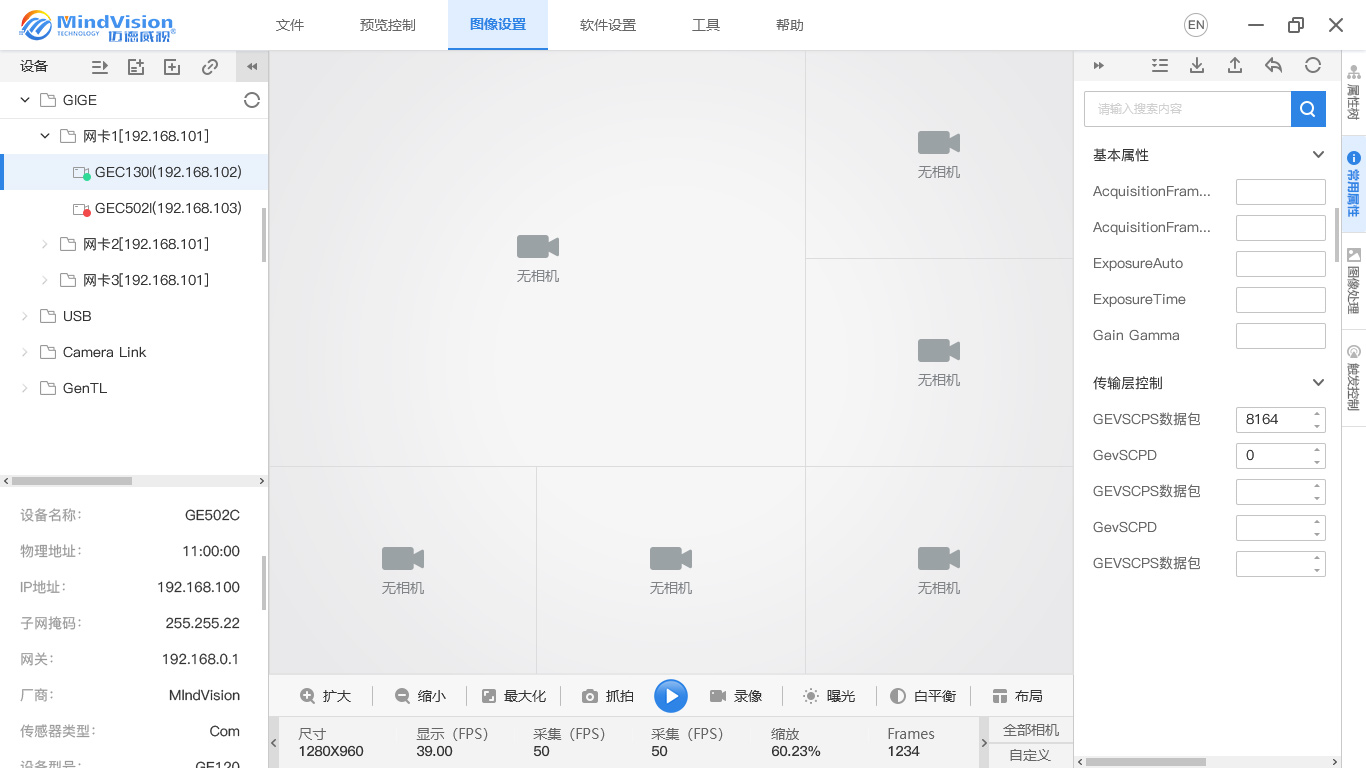 MindVision
TECHNOLOGY 迈德威视®
文件 预览控制 图像设置 软件设置 工具 帮助 EN
设备
GIGE
网卡1[192.168.101]
GEC130I(192.168.102)
GEC502I(192.168.103)
网卡2[192.168.101]
网卡3[192.168.101]
USB
Camera Link
GenTL
设备名称: GE502C
物理地址: 11:00:00
IP地址: 192.168.100
子网掩码: 255.255.22
网关: 192.168.0.1
厂商: MIndVision
传感器类型: Com
设备型号: GE120
无相机
无相机
无相机
无相机
无相机
无相机
扩大 缩小 最大化 抓拍 录像 曝光 白平衡 布局
尺寸 显示（FPS） 采集（FPS） 采集（FPS） 缩放 Frames
1280X960 39.00 50 50 60.23% 1234
全部相机
自定义
请输入搜索内容
基本属性
AcquisitionFram...
AcquisitionFram...
ExposureAuto
ExposureTime
Gain Gamma
传输层控制
GEVSCPS数据包 8164
GevSCPD 0
GEVSCPS数据包
GevSCPD
GEVSCPS数据包
属性树
常用属性
图像处理
触发控制